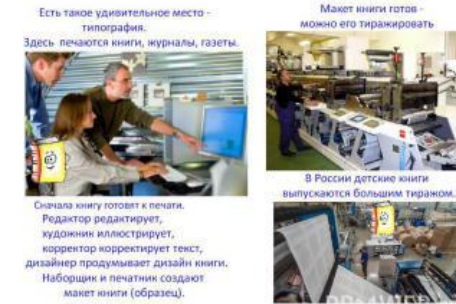 Есть такое удивительное место -
типография.
Здесь печаются книги, журналы, газеты.
Сначала книгу готовят к печати.
Редактор редактирует,
художник иллюстрирует,
корректор корректирует текст,
дизайнер продумывает дизайн книги.
Наборщик и печатник создают
макет книги (образец).
Макет книги готов -
можно его тиражировать
В России детские книги
выпускаются большим тиражом.